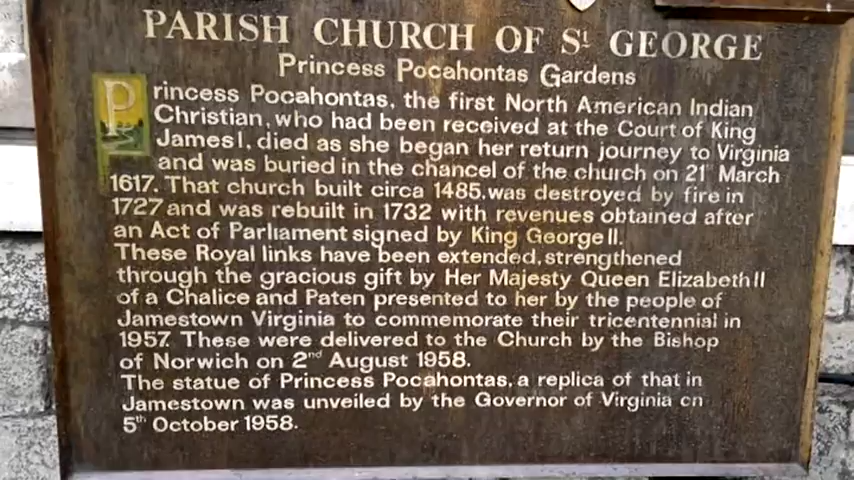 PARISH CHURCH OF St GEORGE
Princess Pocahontas Gardens
Princess Pocahontas, the first North American Indian
Christian, who had been received at the Court of King
James I, died as she began her return journey to Virginia
and was buried in the chancel of the church on 21st March
1617. That church built circa 1485, was destroyed by fire in
1727 and was rebuilt in 1732 with revenues obtained after
an Act of Parliament signed by King George II.
These Royal links have been extended, strengthened
through the gracious gift by Her Majesty Queen Elizabeth II
of a Chalice and Paten presented to her by the people of
Jamestown Virginia to commemorate their tricentennial in
1957. These were delivered to the Church by the Bishop
of Norwich on 2nd August 1958.
The statue of Princess Pocahontas, a replica of that in
Jamestown was unveiled by the Governor of Virginia on
5th October 1958.